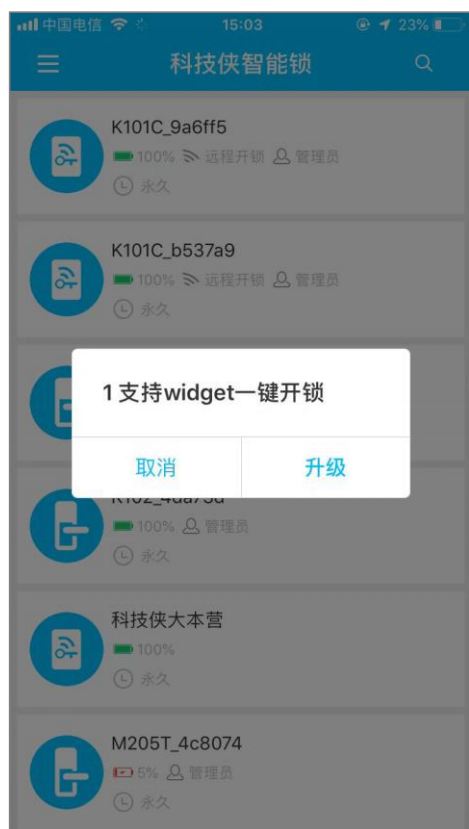 中国电信 15:03 23%
科技侠智能锁
K101C_9a6ff5
100% 远程开锁 管理员
永久
K101C_b537a9
100% 远程开锁 管理员
永久
1 支持widget一键开锁
取消 升级
100% 管理员
永久
科技侠大本营
100%
永久
M205T_4c8074
5% 管理员
永久